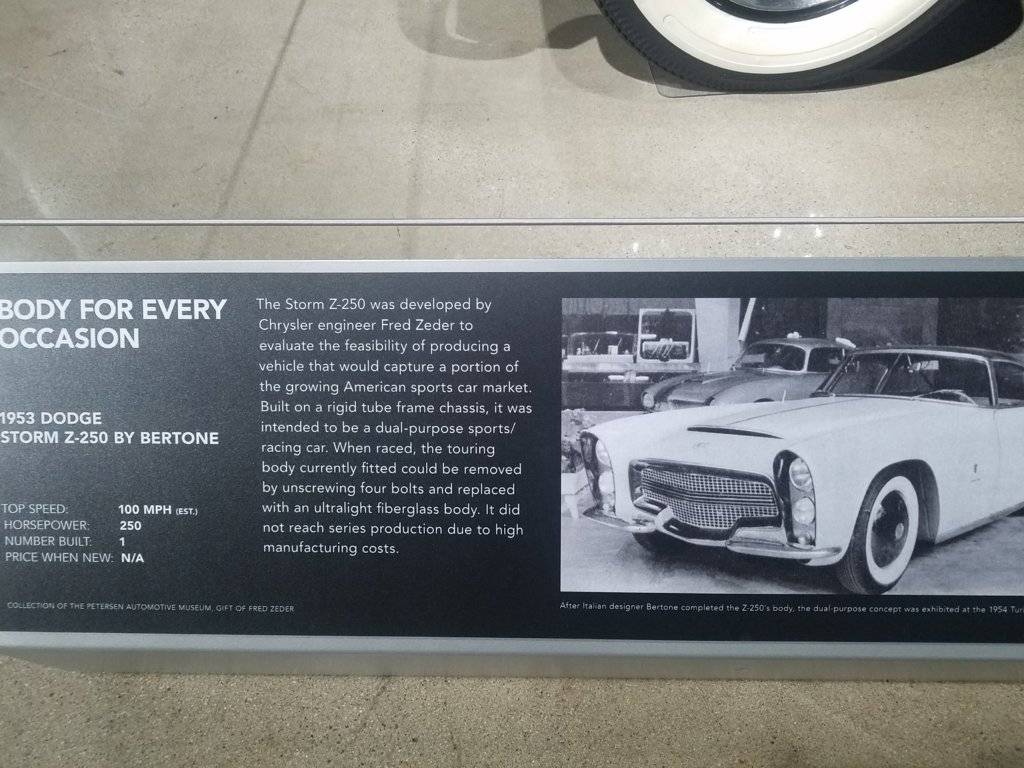 BODY FOR EVERY
OCCASION
1953 DODGE
STORM Z-250 BY BERTONE
TOP SPEED: 100 MPH (EST.)
HORSEPOWER: 250
NUMBER BUILT: 1
PRICE WHEN NEW: N/A
COLLECTION OF THE PETERSEN AUTOMOTIVE MUSEUM, GIFT OF FRED ZEDER
The Storm Z-250 was developed by
Chrysler engineer Fred Zeder to
evaluate the feasibility of producing a
vehicle that would capture a portion of
the growing American sports car market.
Built on a rigid tube frame chassis, it was
intended to be a dual-purpose sports/
racing car. When raced, the touring
body currently fitted could be removed
by unscrewing four bolts and replaced
with an ultralight fiberglass body. It did
not reach series production due to high
manufacturing costs.
After Italian designer Bertone completed the Z-250's body, the dual-purpose concept was exhibited at the 1954